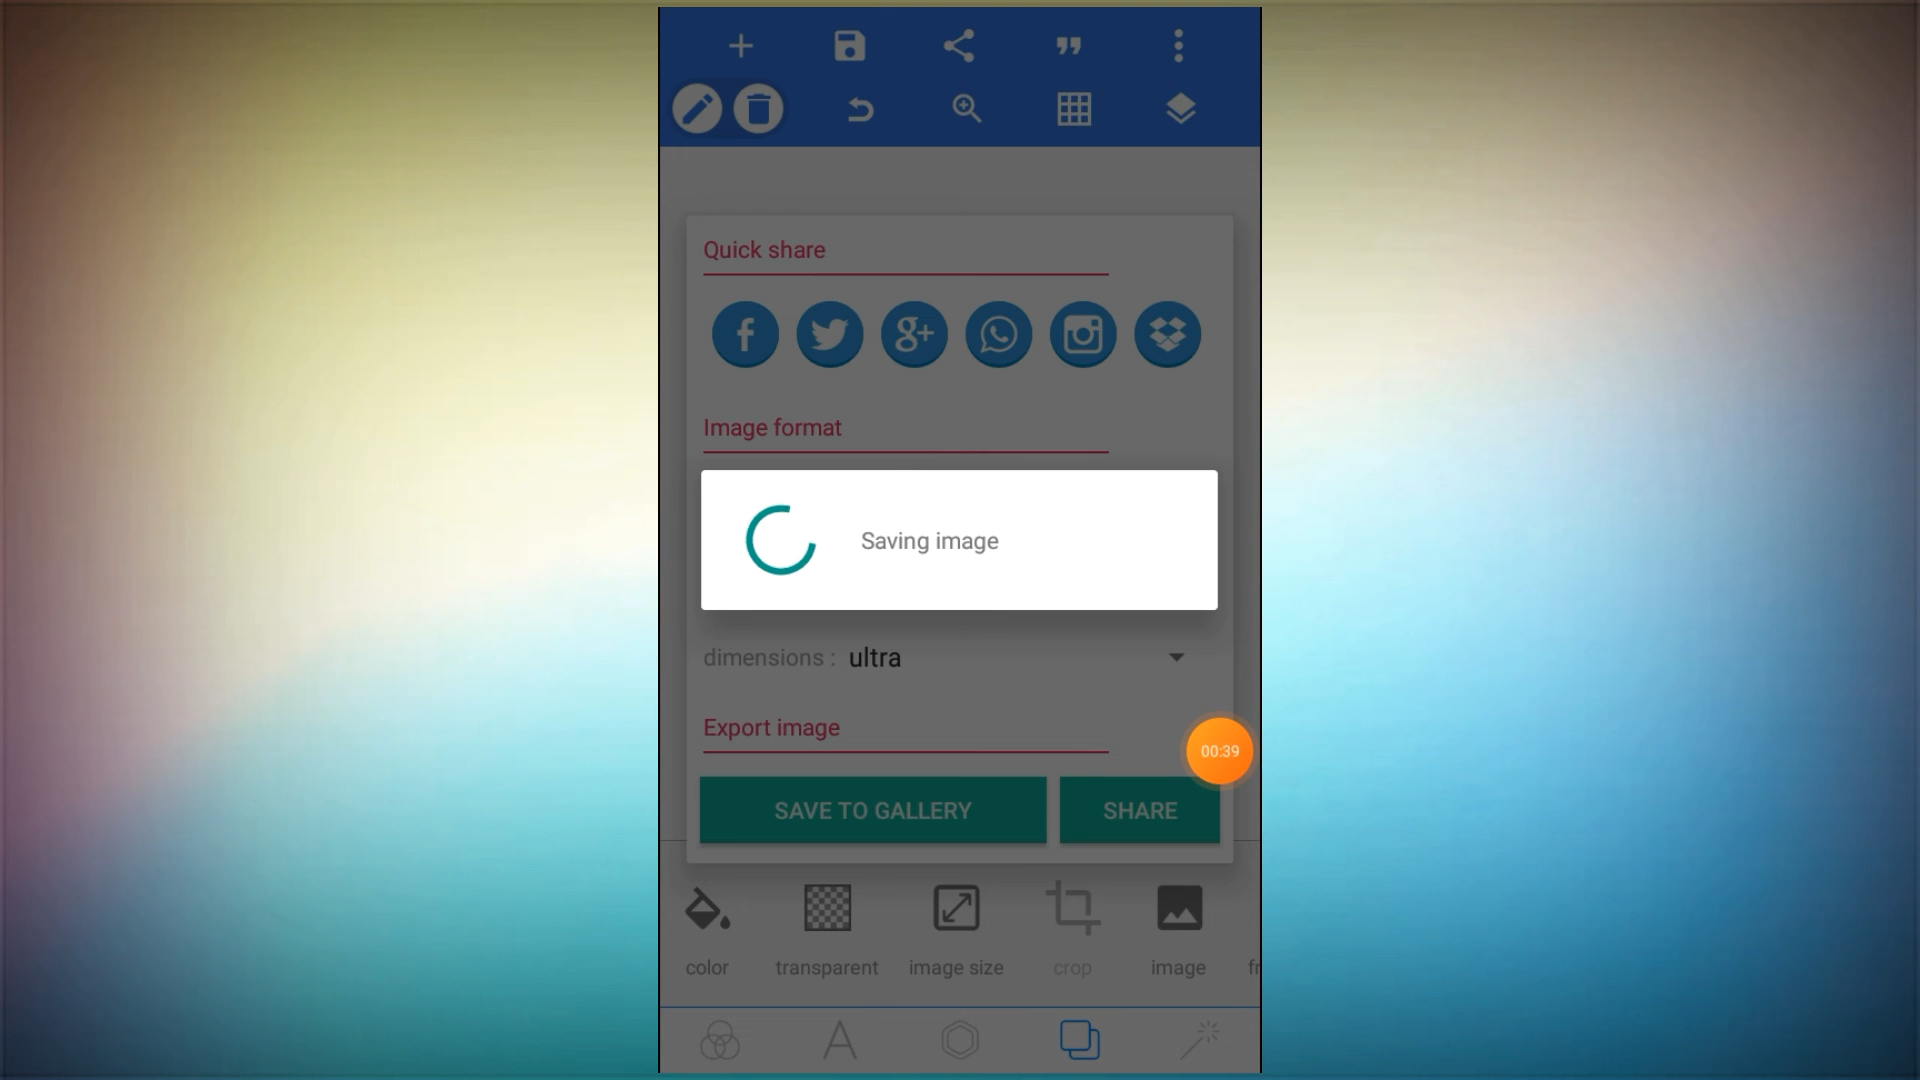 Quick share
Image format
Saving image
dimensions : ultra
Export image
00:39
SAVE TO GALLERY SHARE
color transparent image size crop image fr